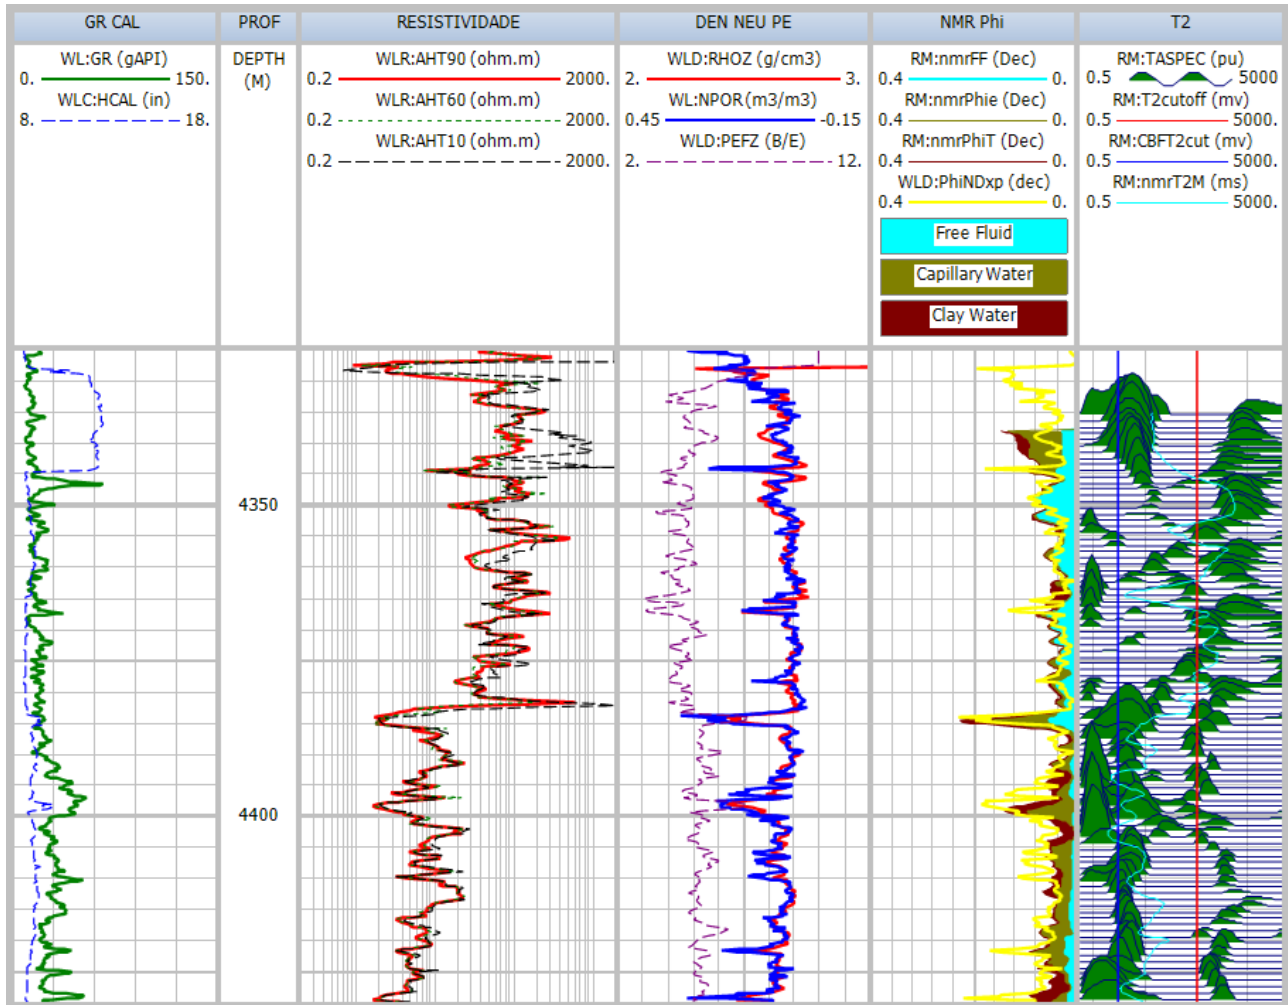 GR CAL
WL:GR (gAPI)
0. 150.
WLC:HCAL (in)
8. 18.
PROF
DEPTH
(M)
RESISTIVIDADE
WLR:AHT90 (ohm.m)
0.2 2000.
WLR:AHT60 (ohm.m)
0.2 2000.
WLR:AHT10 (ohm.m)
0.2 2000.
DEN NEU PE
WLD:RHOZ (g/cm3)
2. 3.
WL:NPOR(m3/m3)
0.45 -0.15
WLD:PEFZ (B/E)
2. 12.
NMR Phi
RM:nmrFF (Dec)
0.4 0.
RM:nmrPhie (Dec)
0.4 0.
RM:nmrPhiT (Dec)
0.4 0.
WLD:PhiNDxp (dec)
0.4 0.
Free Fluid
Capillary Water
Clay Water
T2
RM:TASPEC (pu)
0.5 5000
RM:T2cutoff (mv)
0.5 5000.
RM:CBFT2cut (mv)
0.5 5000.
RM:nmrT2M (ms)
0.5 5000.
4350
4400